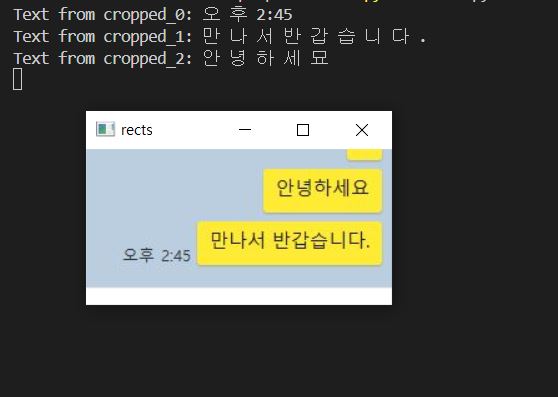 Text from cropped_0: 오 후 2:45
Text from cropped_1: 만 나 서 반 갑 습 니 다 .
Text from cropped_2: 안 녕 하 세 묘
rects
안녕하세요
만나서 반갑습니다.
오후 2:45